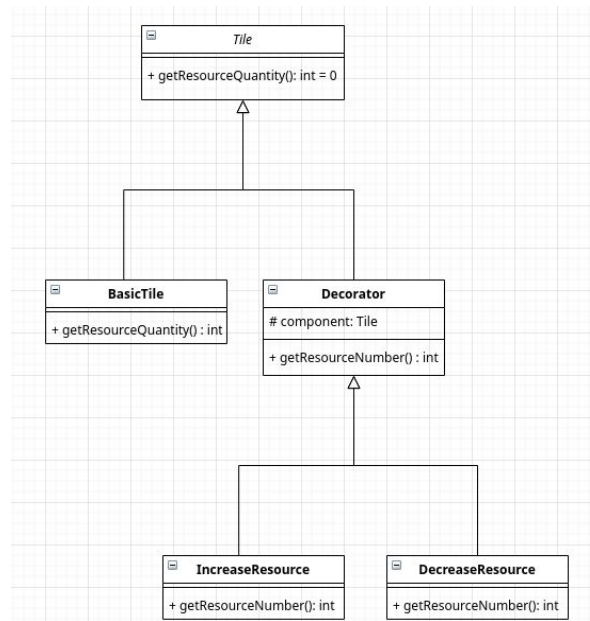 Tile
+ getResourceQuantity(): int = 0
BasicTile
+ getResourceQuantity() : int
Decorator
# component: Tile
+ getResourceNumber() : int
IncreaseResource
+ getResourceNumber(): int
DecreaseResource
+ getResourceNumber(): int